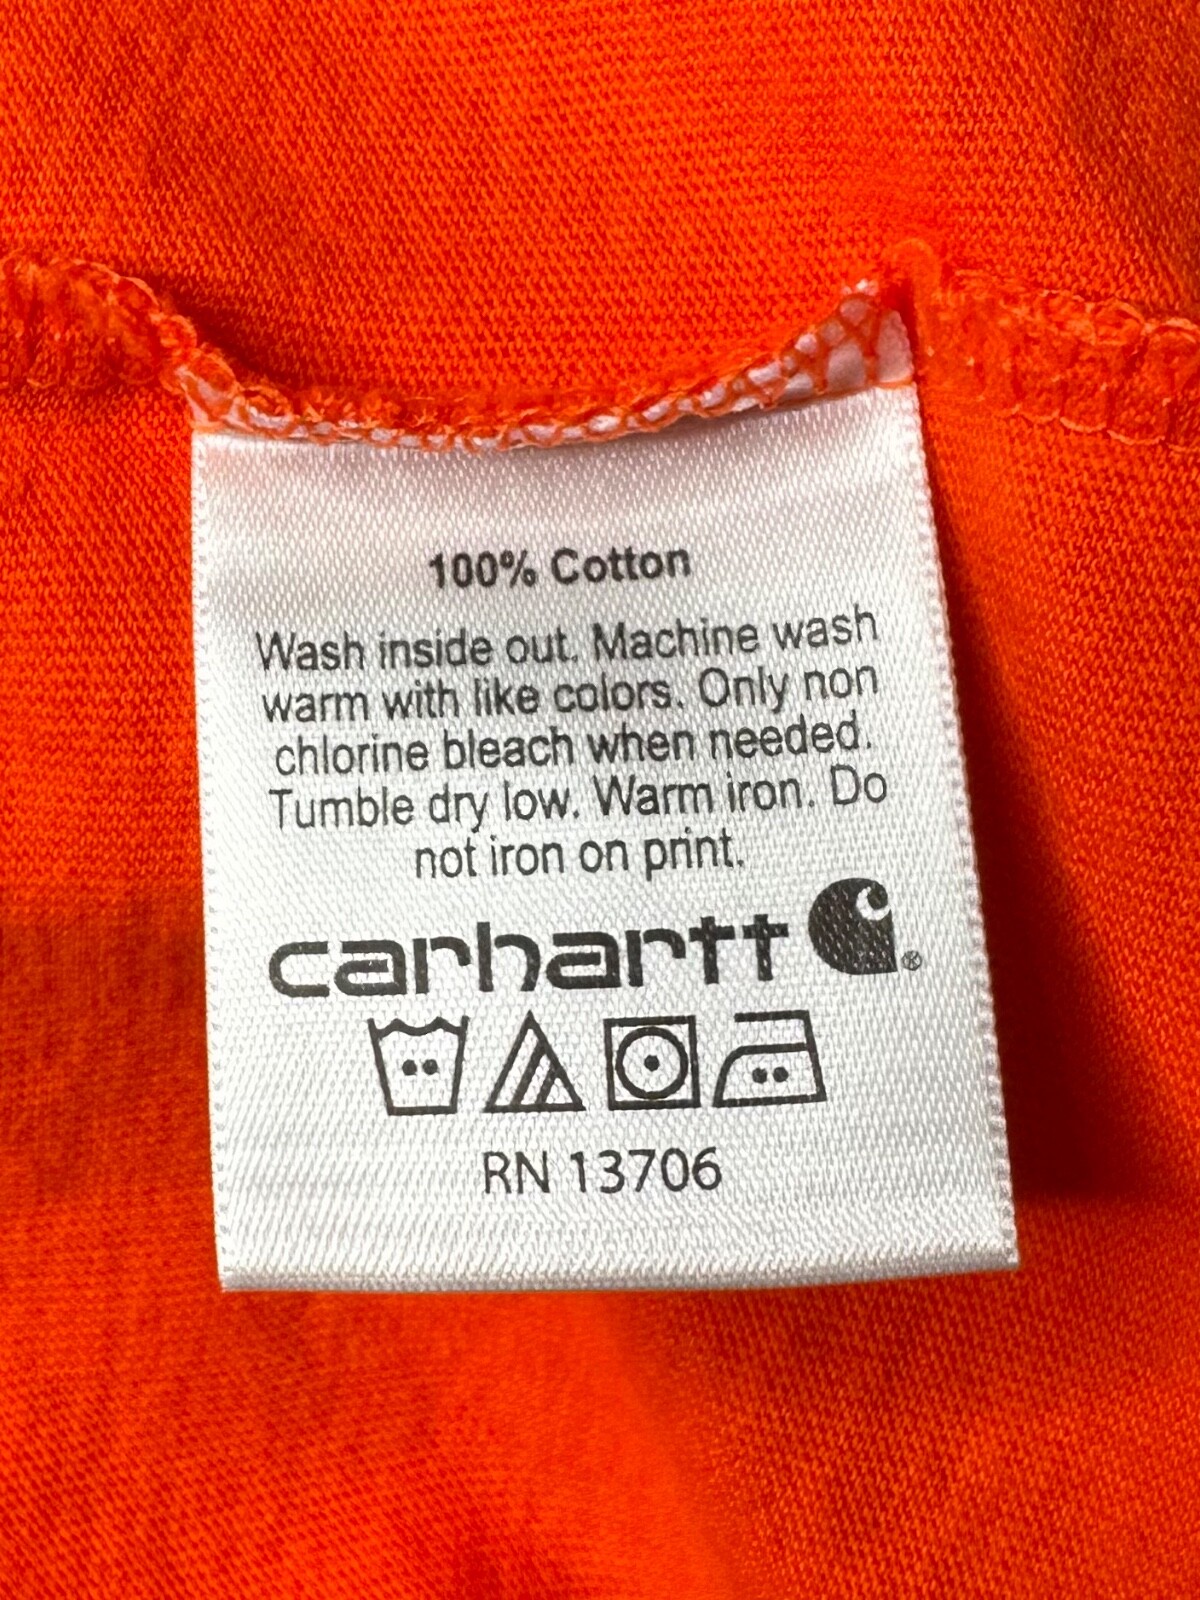 100% Cotton
Wash inside out. Machine wash
warm with like colors. Only non
chlorine bleach when needed.
Tumble dry low. Warm iron. Do
not iron on print.
carhartt ®
RN 13706